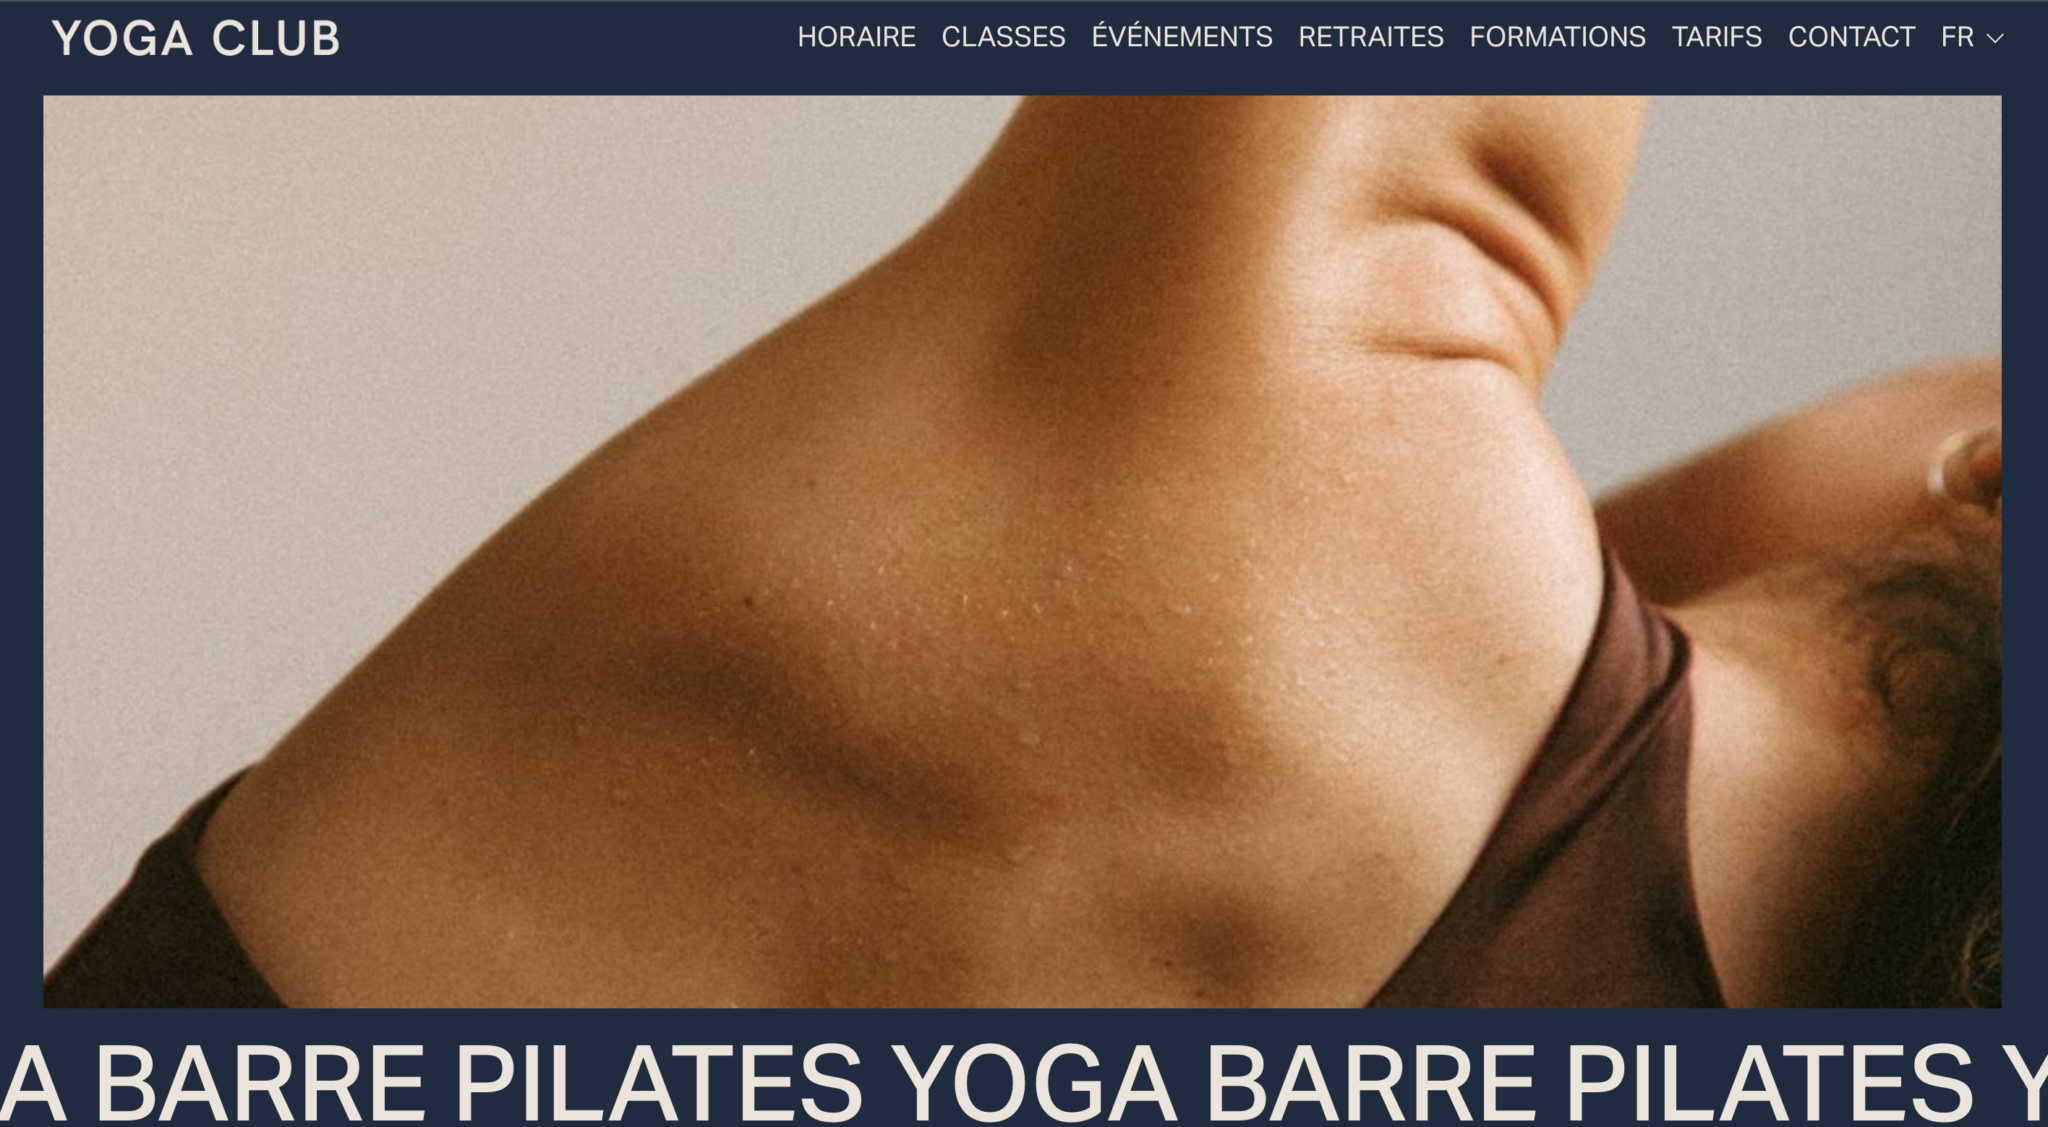 YOGA CLUB
HORAIRE CLASSES ÉVÉNEMENTS RETRAITES FORMATIONS TARIFS CONTACT FR
A BARRE PILATES YOGA BARRE PILATES Y